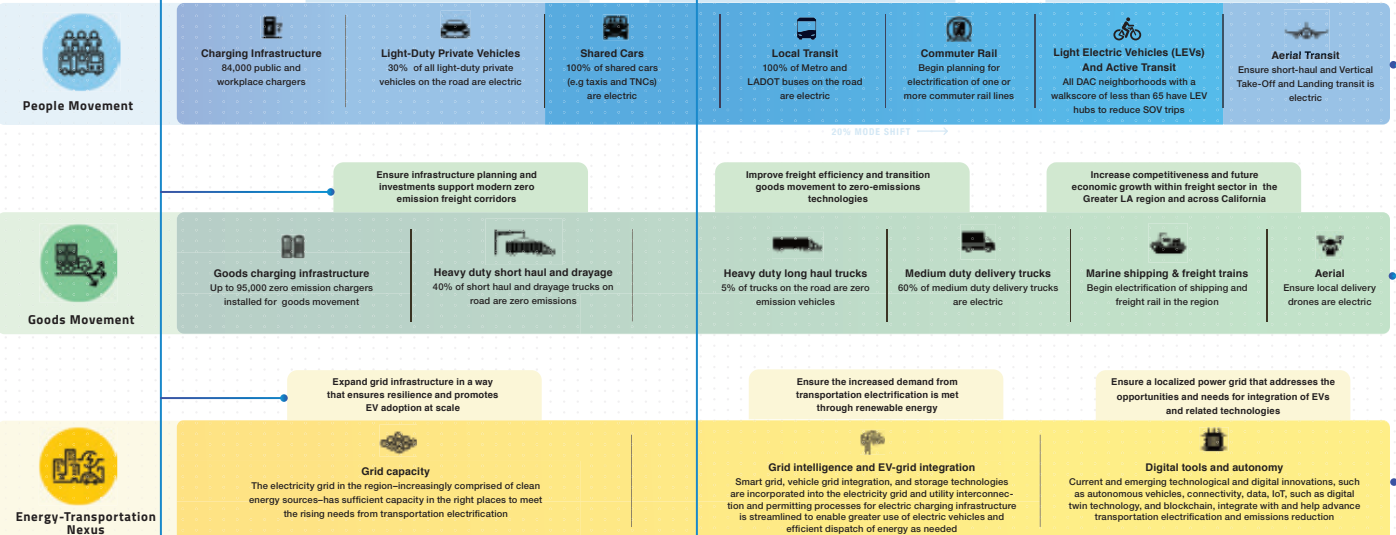 People Movement
Charging Infrastructure
84,000 public and
workplace chargers
Light-Duty Private Vehicles
30% of all light-duty private
vehicles on the road are electric
Shared Cars
100% of shared cars
(e.g taxis and TNCs)
are electric
Local Transit
100% of Metro and
LADOT buses on the road
are electric
Commuter Rail
Begin planning for
electrification of one or
more commuter rail lines
Light Electric Vehicles (LEVs)
And Active Transit
All DAC neighborhoods with a
walkscore of less than 65 have LEV
hubs to reduce SOV trips
Aerial Transit
Ensure short-haul and Vertical
Take-Off and Landing transit is
electric
20% MODE SHIFT
Ensure infrastructure planning and
investments support modern zero
emission freight corridors
Improve freight efficiency and transition
goods movement to zero-emissions
technologies
Increase competitiveness and future
economic growth within freight sector in the
Greater LA region and across California
Goods Movement
Goods charging infrastructure
Up to 95,000 zero emission chargers
installed for goods movement
Heavy duty short haul and drayage
40% of short haul and drayage trucks on
road are zero emissions
Heavy duty long haul trucks
5% of trucks on the road are zero
emission vehicles
Medium duty delivery trucks
60% of medium duty delivery trucks
are electric
Marine shipping & freight trains
Begin electrification of shipping and
freight rail in the region
Aerial
Ensure local delivery
drones are electric
Expand grid infrastructure in a way
that ensures resilience and promotes
EV adoption at scale
Ensure the increased demand from
transportation electrification is met
through renewable energy
Ensure a localized power grid that addresses the
opportunities and needs for integration of EVs
and related technologies
Energy-Transportation
Nexus
Grid capacity
The electricity grid in the region–increasingly comprised of clean
energy sources–has sufficient capacity in the right places to meet
the rising needs from transportation electrification
Grid intelligence and EV-grid integration
Smart grid, vehicle grid integration, and storage technologies
are incorporated into the electricity grid and utility interconnec-
tion and permitting processes for electric charging infrastructure
is streamlined to enable greater use of electric vehicles and
efficient dispatch of energy as needed
Digital tools and autonomy
Current and emerging technological and digital innovations, such
as autonomous vehicles, connectivity, data, IoT, such as digital
twin technology, and blockchain, integrate with and help advance
transportation electrification and emissions reduction